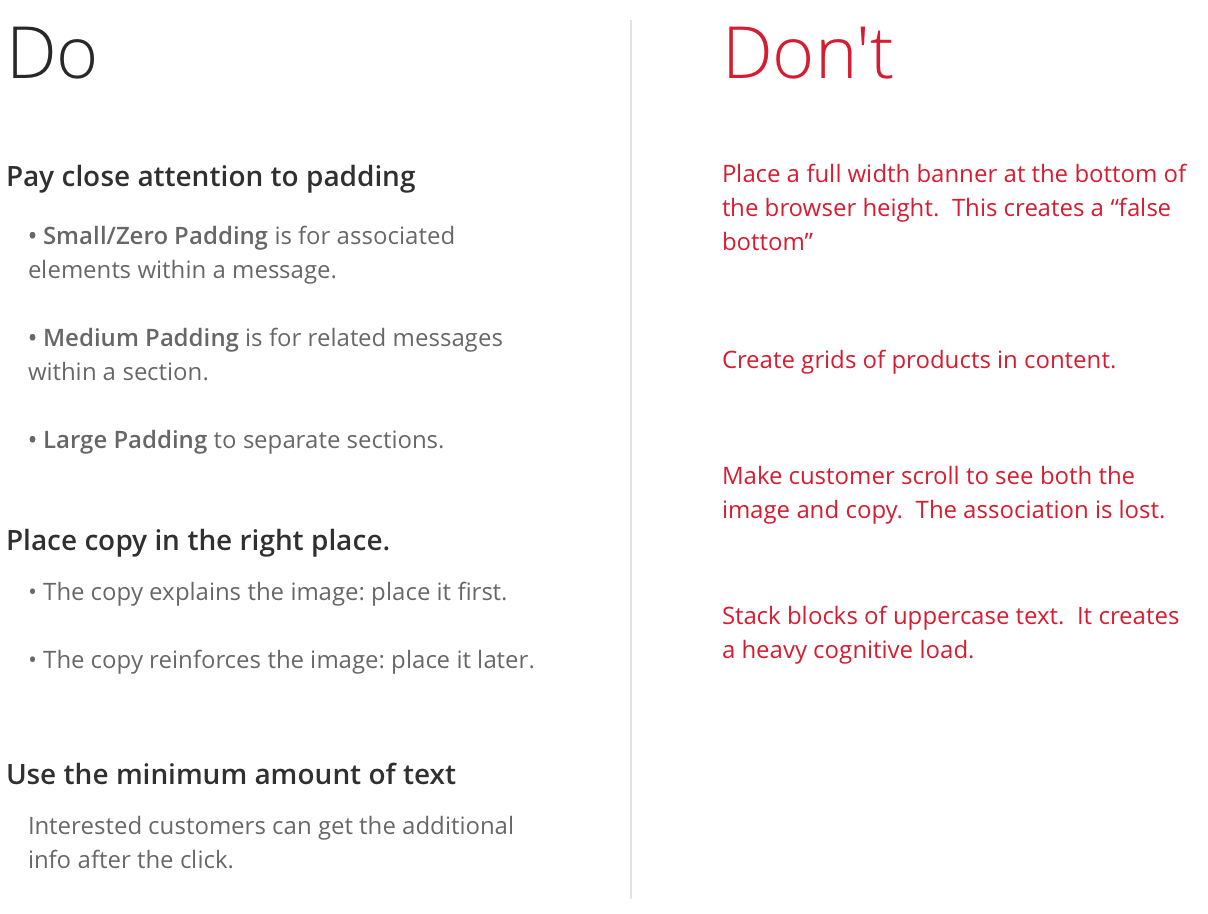 Do
Pay close attention to padding
• Small/Zero Padding is for associated
elements within a message.
• Medium Padding is for related messages
within a section.
• Large Padding to separate sections.
Place copy in the right place.
• The copy explains the image: place it first.
• The copy reinforces the image: place it later.
Use the minimum amount of text
Interested customers can get the additional
info after the click.
Don't
Place a full width banner at the bottom of
the browser height.  This creates a “false
bottom”
Create grids of products in content.
Make customer scroll to see both the
image and copy.  The association is lost.
Stack blocks of uppercase text.  It creates
a heavy cognitive load.